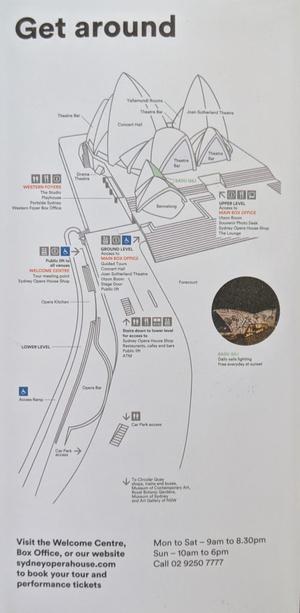 Get around
Yallamundi Rooms
Theatre Bar
Theatre Bar
Joan Sutherland Theatre
Concert Hall
Theatre
Bar
Theatre
Bar
Drama
Theatre
BADU GILI
Bennelong
WESTERN FOYERS
The Studio
Playhouse
Portside Sydney
Western Foyer Box Office
UPPER LEVEL
Access to
MAIN BOX OFFICE
Utzon Room
Souvenir Photo Desk
Sydney Opera House Shop
The Lounge
Public lift to
all venues
WELCOME CENTRE
Tour meeting point
Sydney Opera House Shop
GROUND LEVEL
Access to
MAIN BOX OFFICE
Guided Tours
Concert Hall
Joan Sutherland Theatre
Utzon Room
Stage Door
Public lift
Forecourt
Opera Kitchen
Stairs down to lower level
for access to
Sydney Opera House Shop
Restaurants, cafes and bars
Public lift
ATM
LOWER LEVEL
BADU GILI
Daily sails lighting
Free everyday at sunset
Opera Bar
Access Ramp
Car Park access
Car Park
access
To Circular Quay
shops, trains and buses,
Museum of Contemporary Art,
Royal Botanic Gardens,
Museum of Sydney
and Art Gallery of NSW
Visit the Welcome Centre,
Box Office, or our website
sydneyoperahouse.com
to book your tour and
performance tickets
Mon to Sat – 9am to 8.30pm
Sun – 10am to 6pm
Call 02 9250 7777